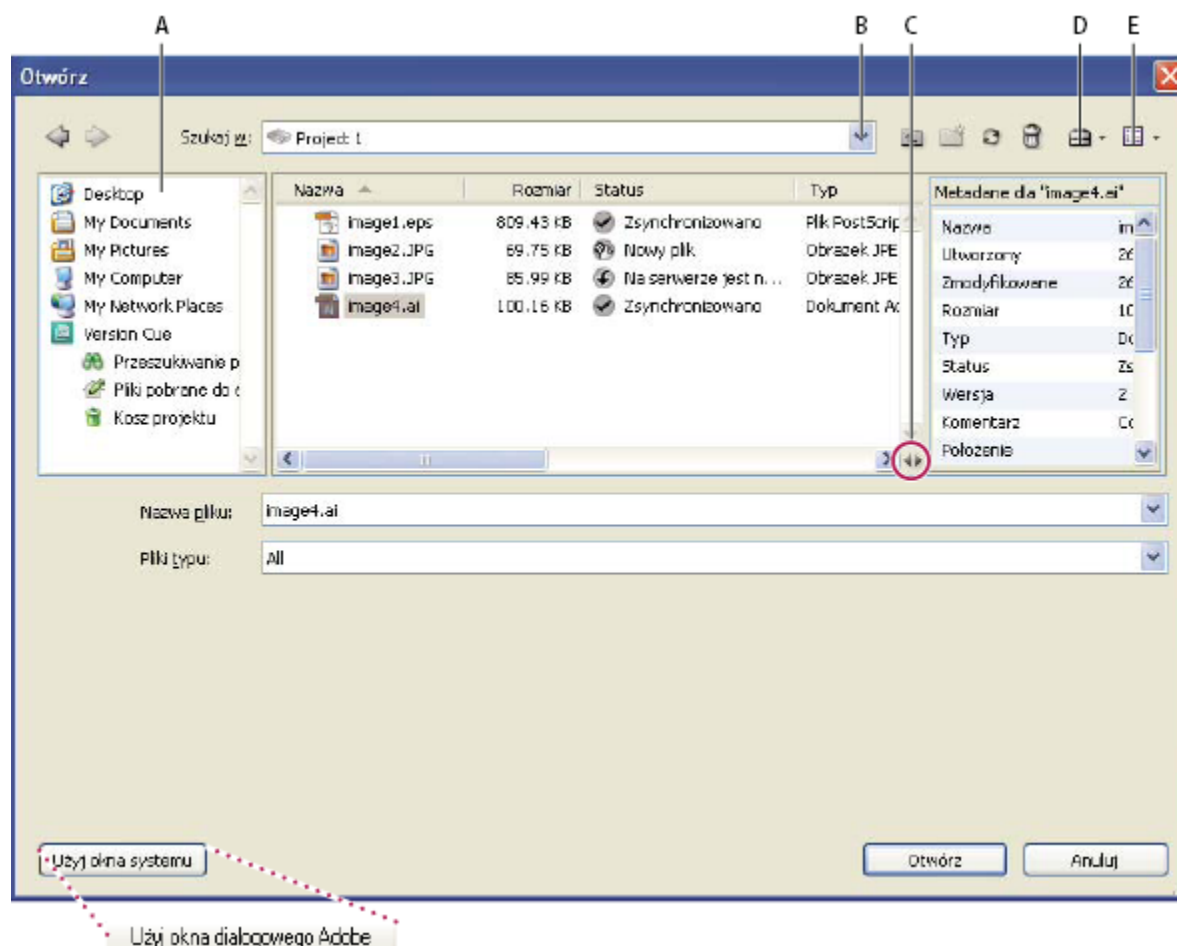 A B C D E
Otwórz
Szukaj w: Project 1
Desktop
My Documents
My Pictures
My Computer
My Network Places
Version Cue
Przeszukiwanie p
Pliki pobrane do e
Kosz projektu
Nazwa Rozmiar Status Typ
image1.eps 809.43 KB Zsynchronizowano Plik PostScrip
image2.JPG 69.75 KB Nowy plik Obrazek JPE
image3.JPG 85.99 KB Na serwerze jest n... Obrazek JPE
image4.ai 100.16 KB Zsynchronizowano Dokument Ad
Metadane dla "image4.ai"
Nazwa im
Utworzony 26
Zmodyfikowane 26
Rozmiar 10
Typ Do
Status Zs
Wersja 2
Komentarz Co
Położenie
Nazwa pliku: image4.ai
Pliki typu: All
Użyj okna systemu Otwórz Anuluj
Użyj okna dialogowego Adobe